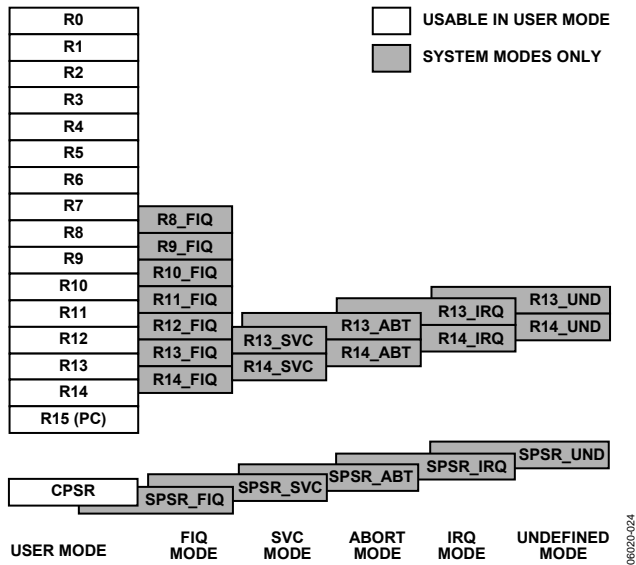 R0
R1
R2
R3
R4
R5
R6
R7
R8
R9
R10
R11
R12
R13
R14
R15 (PC)
USABLE IN USER MODE
SYSTEM MODES ONLY
R8_FIQ
R9_FIQ
R10_FIQ
R11_FIQ
R12_FIQ
R13_FIQ
R14_FIQ
R13_SVC
R14_SVC
R13_ABT
R14_ABT
R13_IRQ
R14_IRQ
R13_UND
R14_UND
CPSR
SPSR_FIQ
SPSR_SVC
SPSR_ABT
SPSR_IRQ
SPSR_UND
USER MODE
FIQ
MODE
SVC
MODE
ABORT
MODE
IRQ
MODE
UNDEFINED
MODE
06020-024